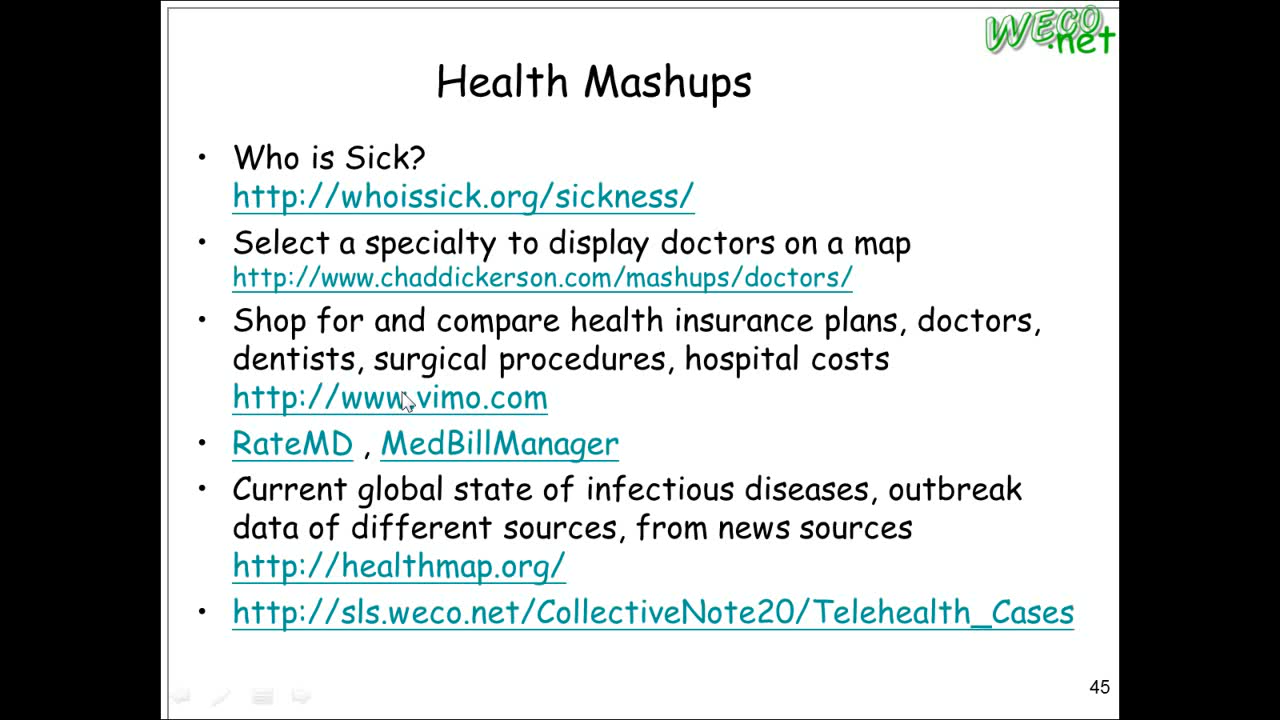 WECO
.net
Health Mashups
• Who is Sick?
http://whoissick.org/sickness/
• Select a specialty to display doctors on a map
http://www.chaddickerson.com/mashups/doctors/
• Shop for and compare health insurance plans, doctors,
dentists, surgical procedures, hospital costs
http://www.vimo.com
• RateMD , MedBillManager
• Current global state of infectious diseases, outbreak
data of different sources, from news sources
http://healthmap.org/
• http://sls.weco.net/CollectiveNote20/Telehealth_Cases
45